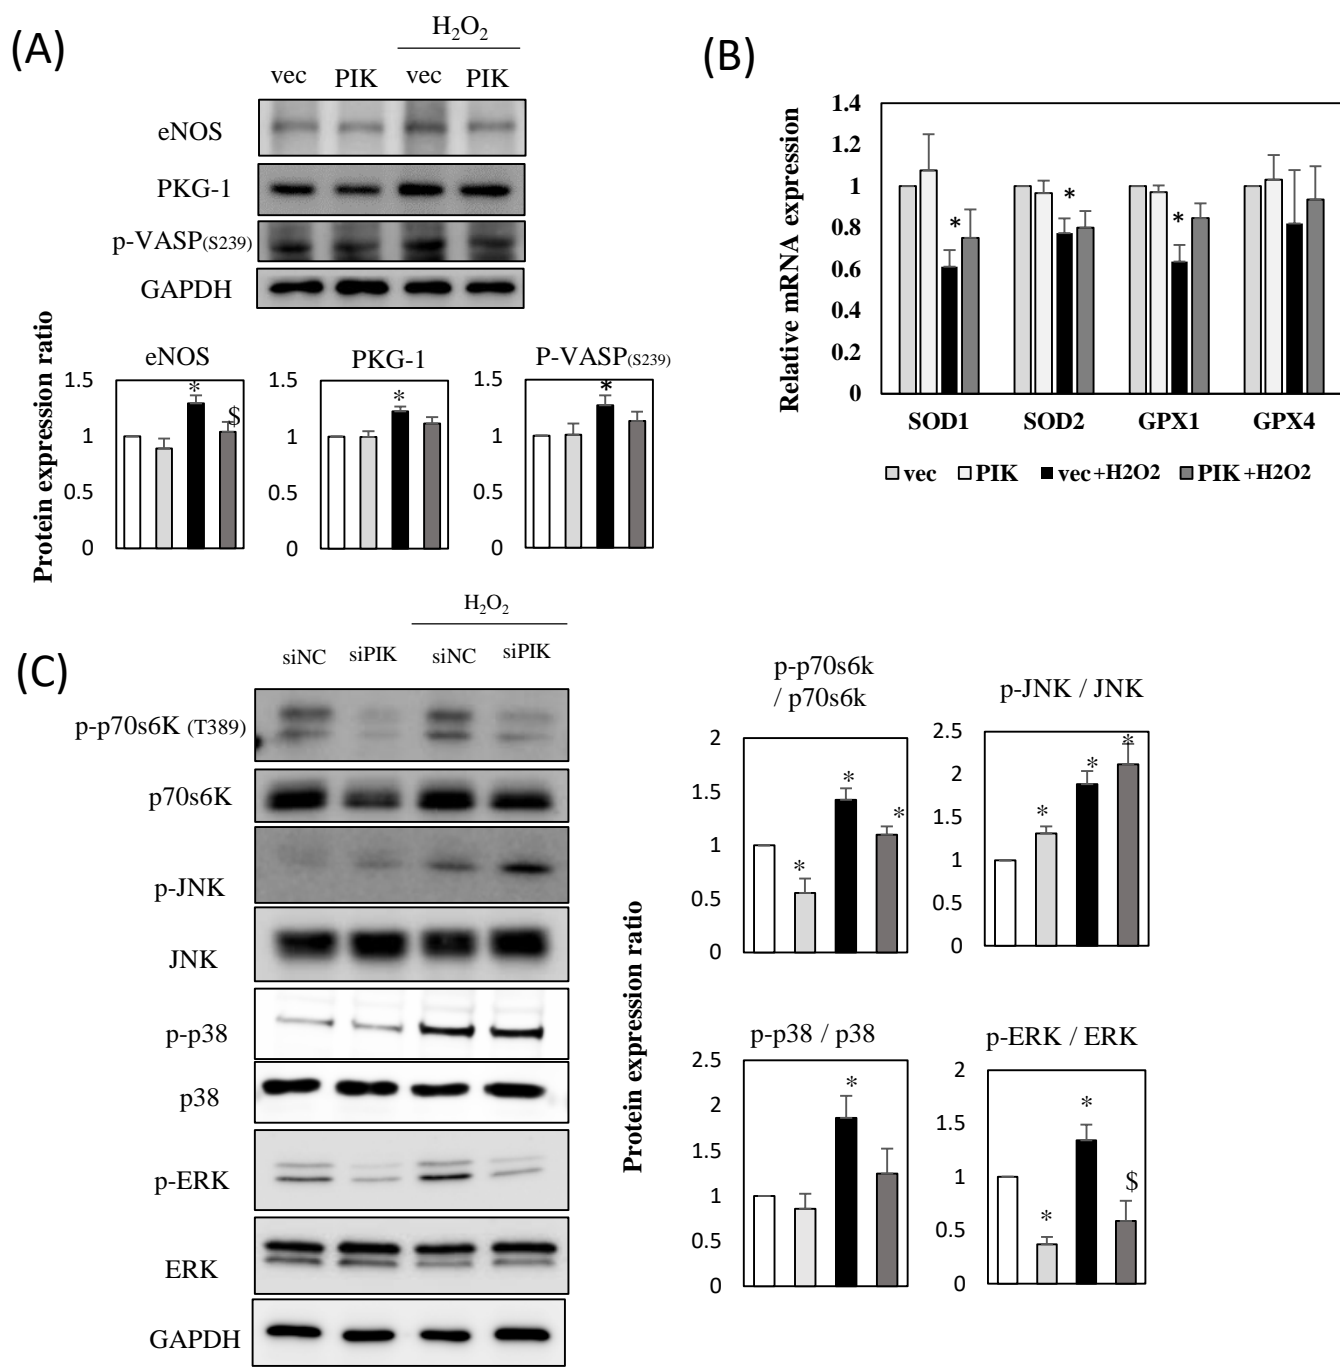 (A)
H₂O₂
vec PIK vec PIK
eNOS
PKG-1
p-VASP(S239)
GAPDH
Protein expression ratio
eNOS
1.5
1
0.5
0
*
$
PKG-1
1.5
1
0.5
0
*
P-VASP(S239)
1.5
1
0.5
0
*
(B)
Relative mRNA expression
1.4
1.2
1
0.8
0.6
0.4
0.2
0
* * *
SOD1 SOD2 GPX1 GPX4
vec PIK vec+H2O2 PIK+H2O2
(C)
H₂O₂
siNC siPIK siNC siPIK
p-p70s6K (T389)
p70s6K
p-JNK
JNK
p-p38
p38
p-ERK
ERK
GAPDH
Protein expression ratio
p-p70s6k
/ p70s6k
2
1.5
1
0.5
0
* * *
p-JNK / JNK
2.5
2
1.5
1
0.5
0
* * *
p-p38 / p38
2.5
2
1.5
1
0.5
0
*
p-ERK / ERK
2
1.5
1
0.5
0
* * $